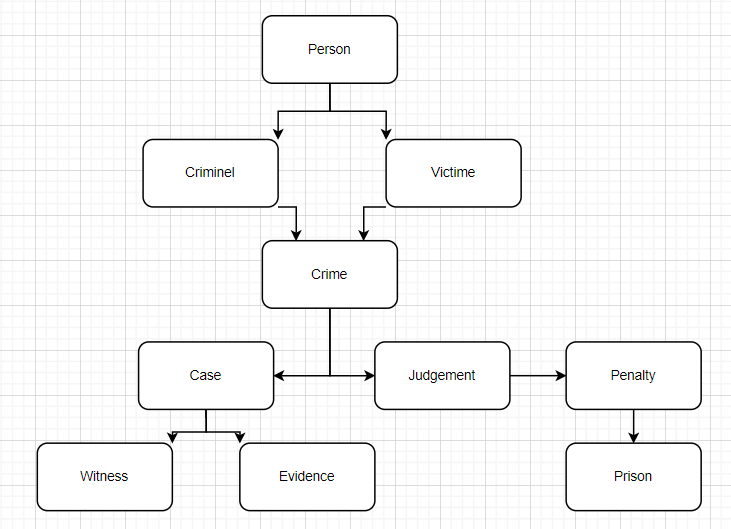 Person
Criminel
Victime
Crime
Case
Judgement
Penalty
Witness
Evidence
Prison